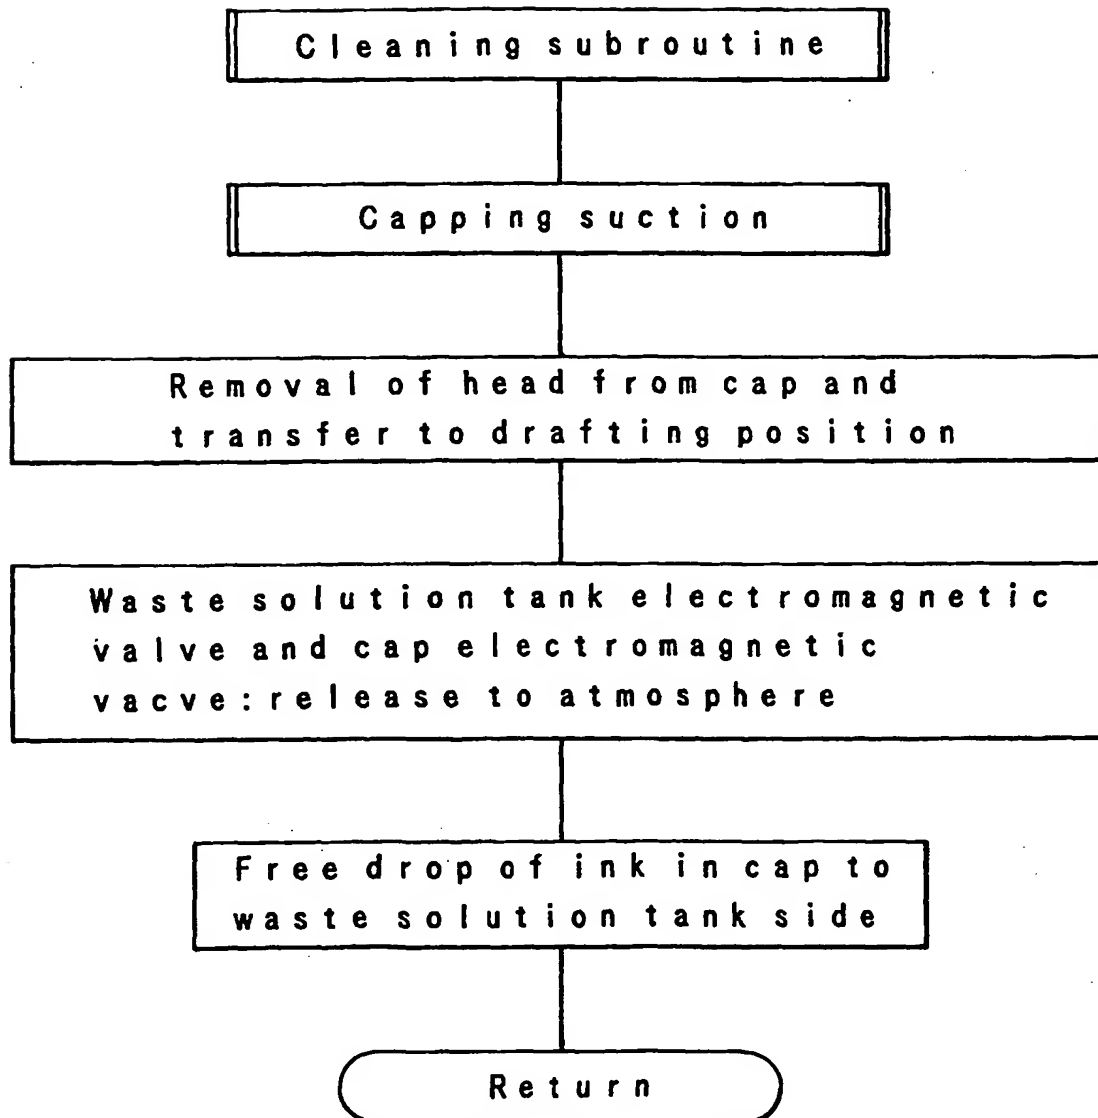 Cleaning subroutine
Capping suction
Removal of head from cap and
transfer to drafting position
Waste solution tank electromagnetic
valve and cap electromagnetic
vacve:release to atmosphere
Free drop of ink in cap to
waste solution tank side
Return